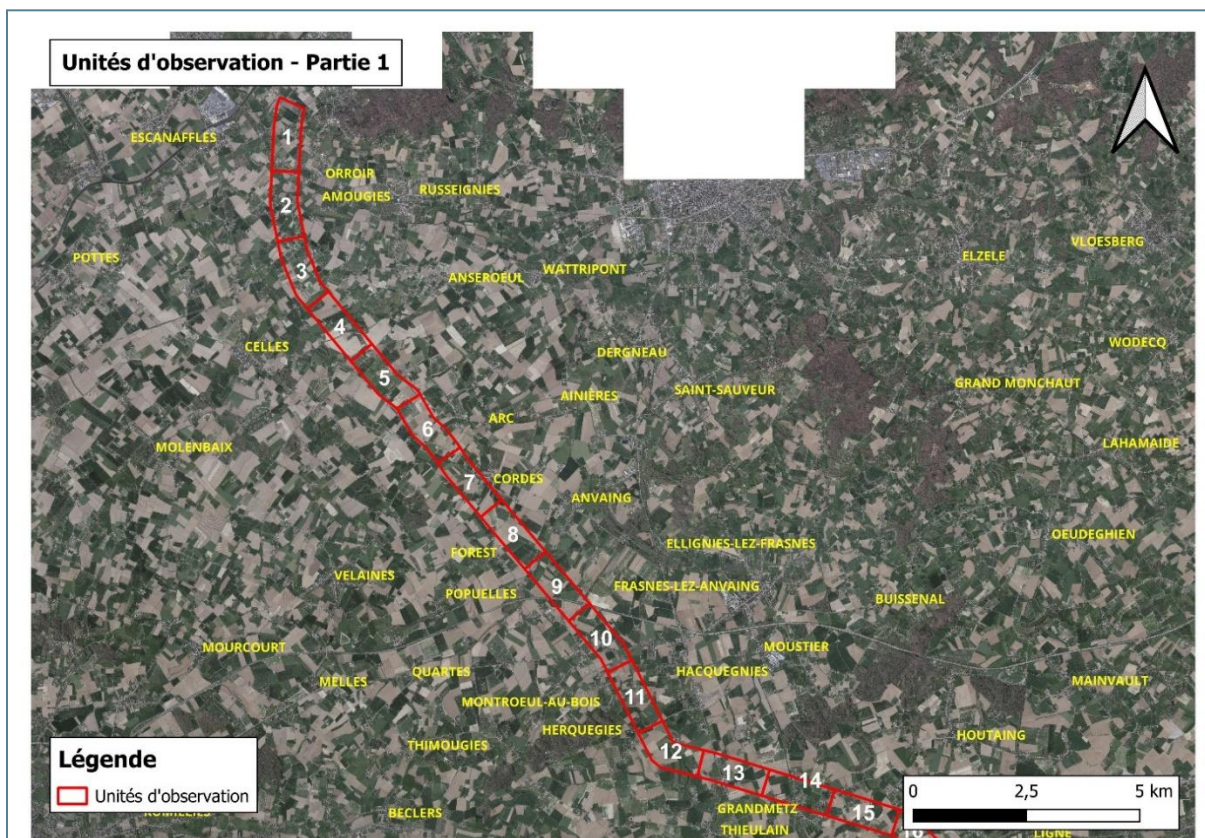 Unités d'observation - Partie 1
1
ESCANAFFLES
ORROIR
AMOUGIES
RUSSEIGNIES
2
VLOESBERG
POTTES
3
ANSEROEUL
WATTRIPONT
ELZELE
4
CELLES
DERGNEAU
WODECQ
5
AINIÈRES
SAINT-SAUVEUR
GRAND MONCHAUT
6
ARC
MOLENBAIX
LAHAMAIDE
7
CORDES
ANVAING
8
FOREST
ELLIGNIES-LEZ-FRASNES
OEUDEGHIEN
VELAINES
POPUELLES
9
FRASNES-LEZ-ANVAING
BUISSENAL
10
MOURCOURT
MOUSTIER
MELLES
QUARTES
HACQUEGNIES
MAINVAULT
11
MONTROEUL-AU-BOIS
HERQUEGIES
HOUTAING
THIMOUGIES
12
13
14
15
16
BECLERS
GRANDMETZ
THIEULAIN
LIGNE
Légende
Unités d'observation
0 2,5 5 km